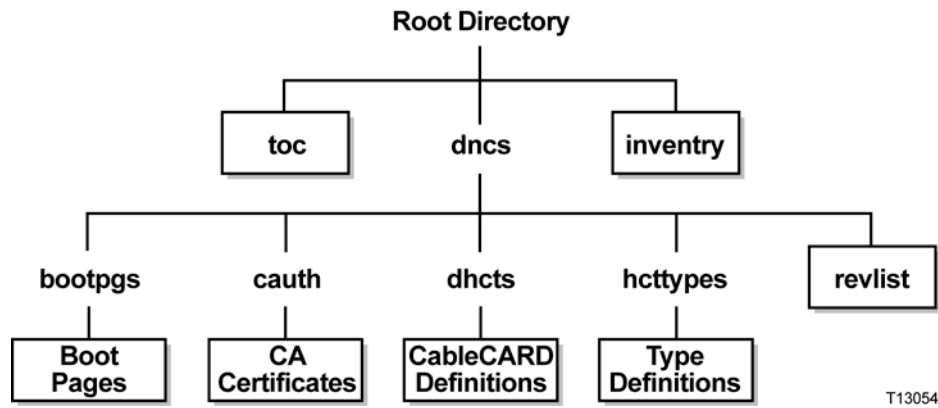 Root Directory
toc
dncs
inventry
bootpgs
cauth
dhcts
hcttypes
revlist
Boot
Pages
CA
Certificates
CableCARD
Definitions
Type
Definitions
T13054